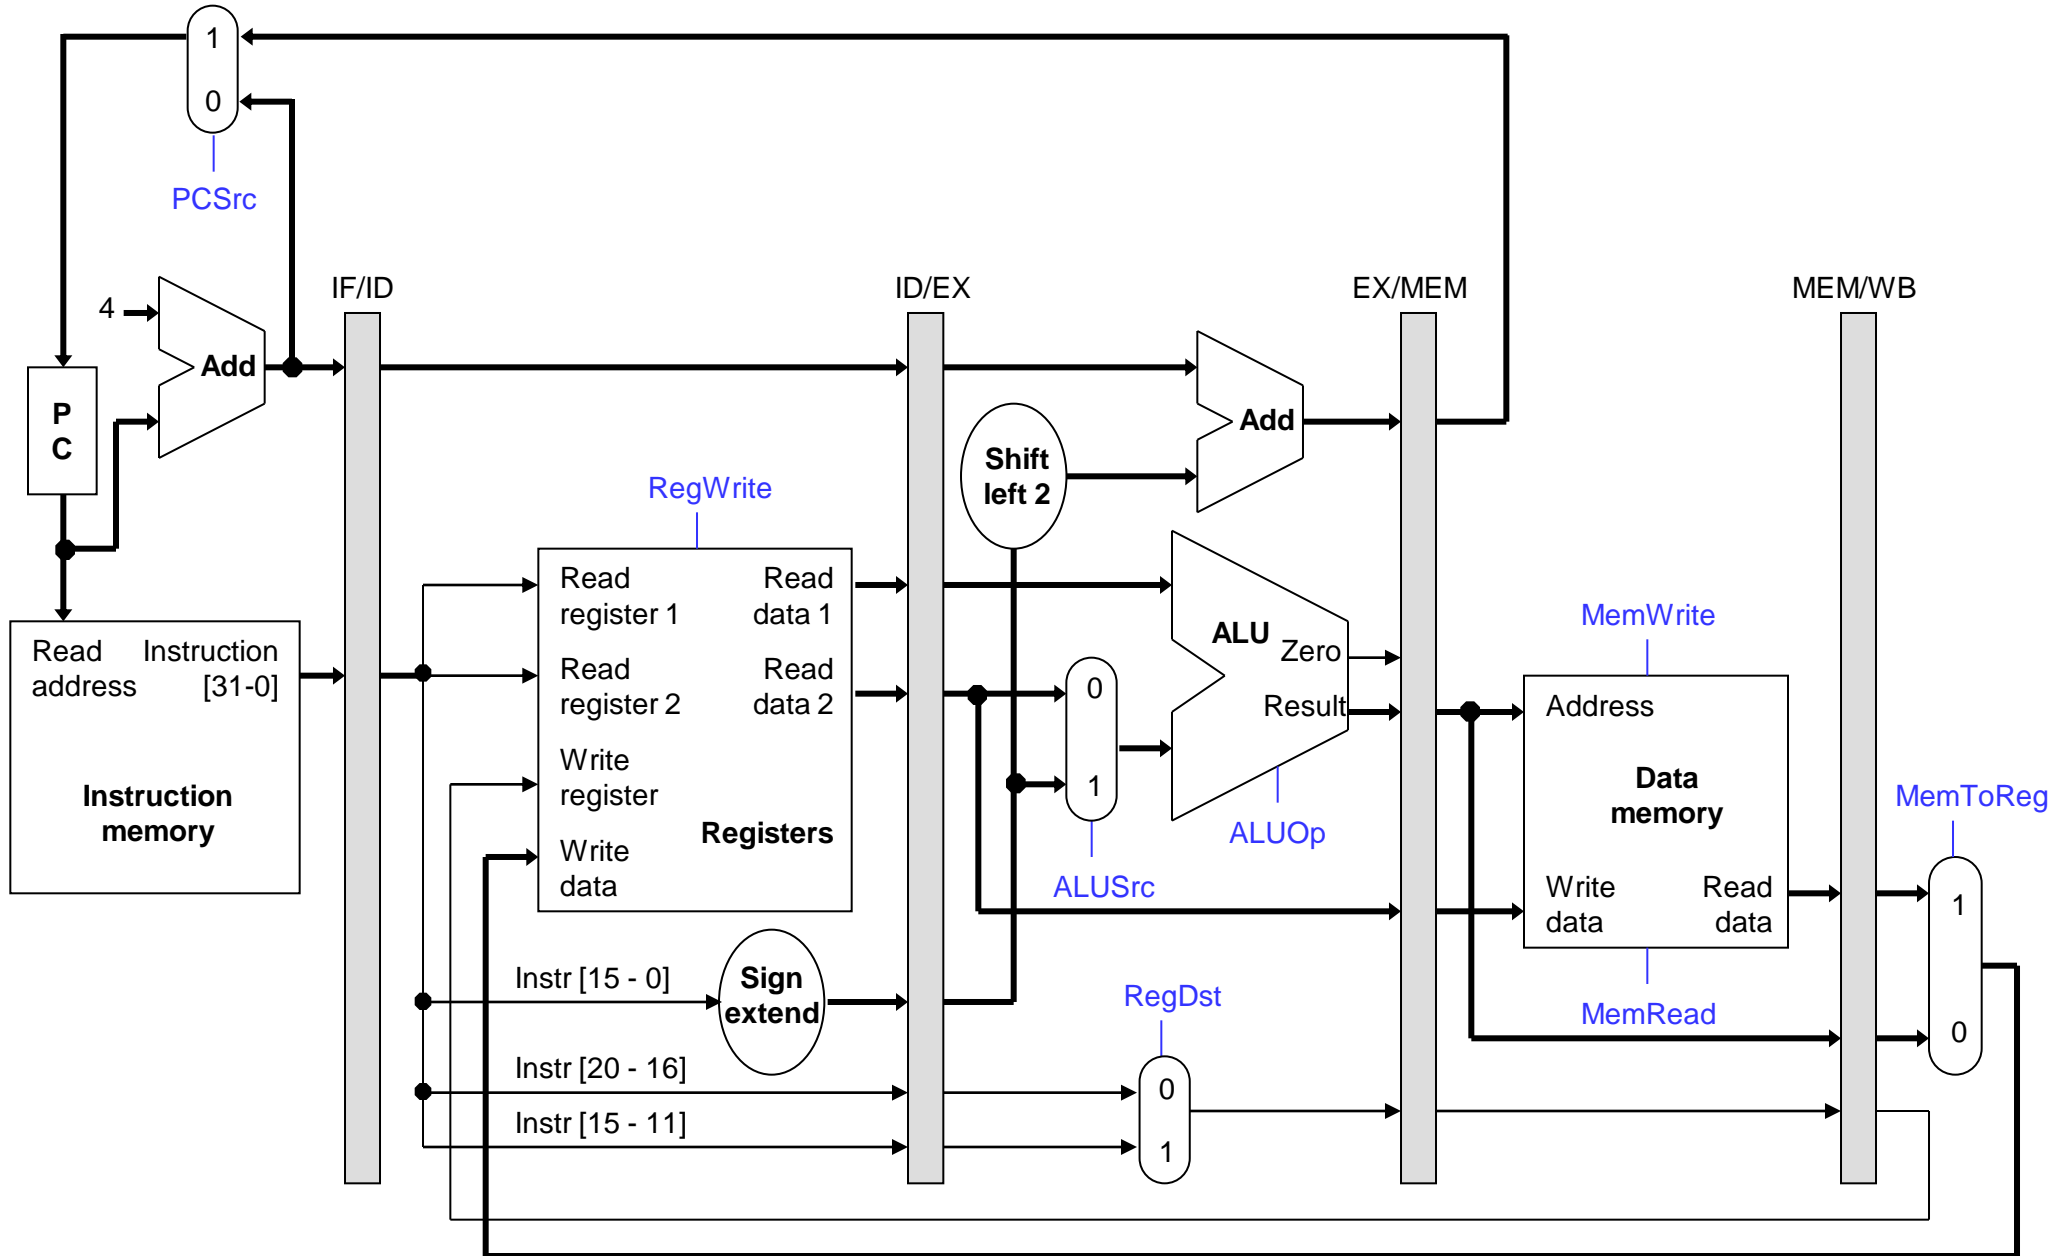 1
0
PCSrc
4
Add
P
C
IF/ID
ID/EX
EX/MEM
MEM/WB
Shift
left 2
Add
RegWrite
Read
address
Instruction
[31-0]
Instruction
memory
Read
register 1
Read
data 1
Read
register 2
Read
data 2
Write
register
Write
data
Registers
0
1
ALUSrc
ALU
Zero
Result
ALUOp
MemWrite
Address
Data
memory
Write
data
Read
data
MemRead
MemToReg
1
0
Instr [15 - 0]
Sign
extend
Instr [20 - 16]
Instr [15 - 11]
RegDst
0
1